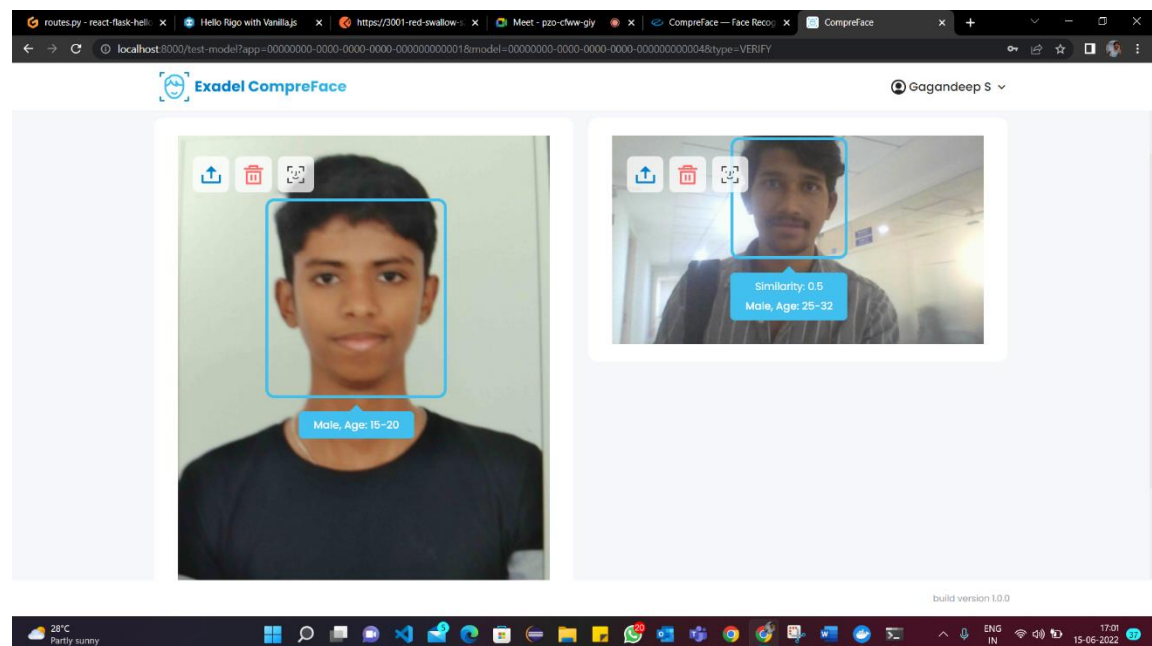 routes.py - react-flask-hello
Hello Rigo with Vanilla.js
https://3001-red-swallow-s
Meet - pzo-cfww-giy
CompreFace — Face Recog
CompreFace
localhost:8000/test-model?app=00000000-0000-0000-0000-000000000001&model=00000000-0000-0000-0000-000000000004&type=VERIFY
Exadel CompreFace
Gagandeep S
Male, Age: 15-20
Similarity: 0.5
Male, Age: 25-32
build version 1.0.0
28°C
Partly sunny
20
ENG
IN
17:01
15-06-2022
37